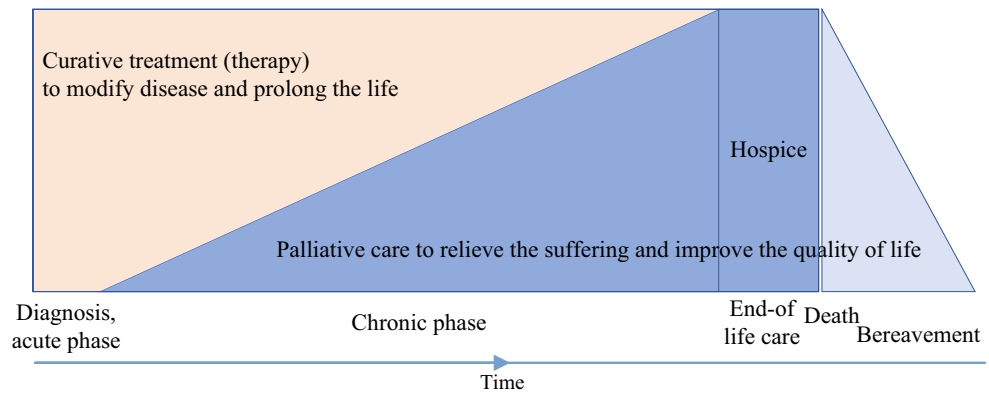 Curative treatment (therapy)
to modify disease and prolong the life
Hospice
Palliative care to relieve the suffering and improve the quality of life
Diagnosis,
acute phase
Chronic phase
End-of
life care
Death
Bereavement
Time